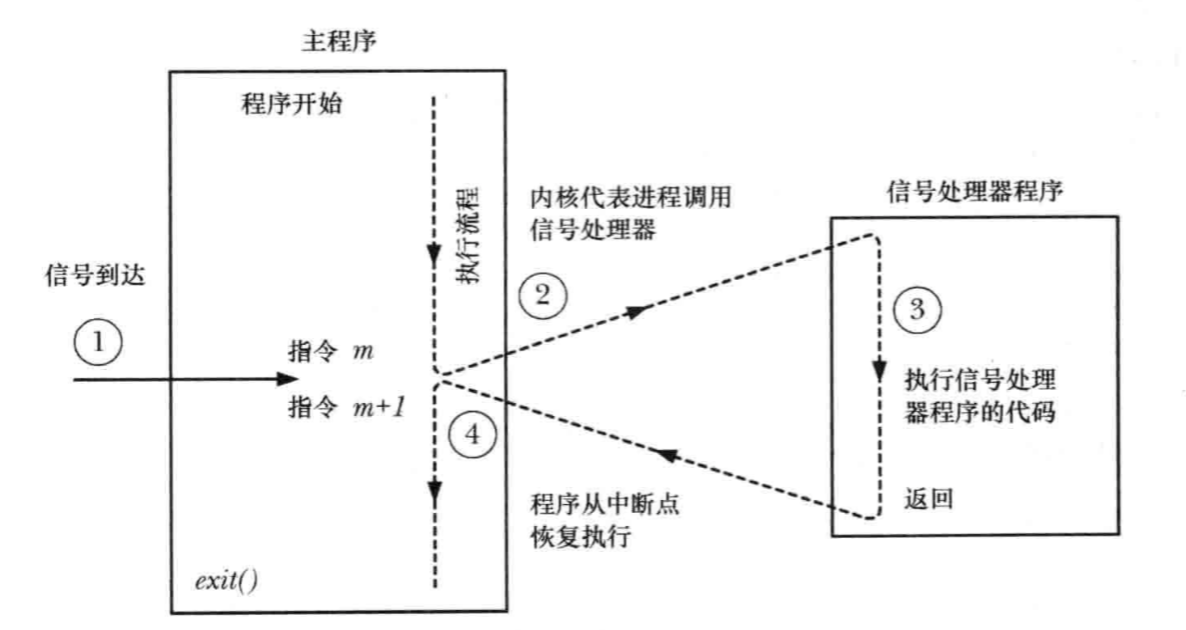 主程序
程序开始
执行流程
内核代表进程调用
信号处理器
信号处理器程序
信号到达
①
②
③
指令 m
指令 m+1
执行信号处理
器程序的代码
④
程序从中断点
恢复执行
返回
exit()